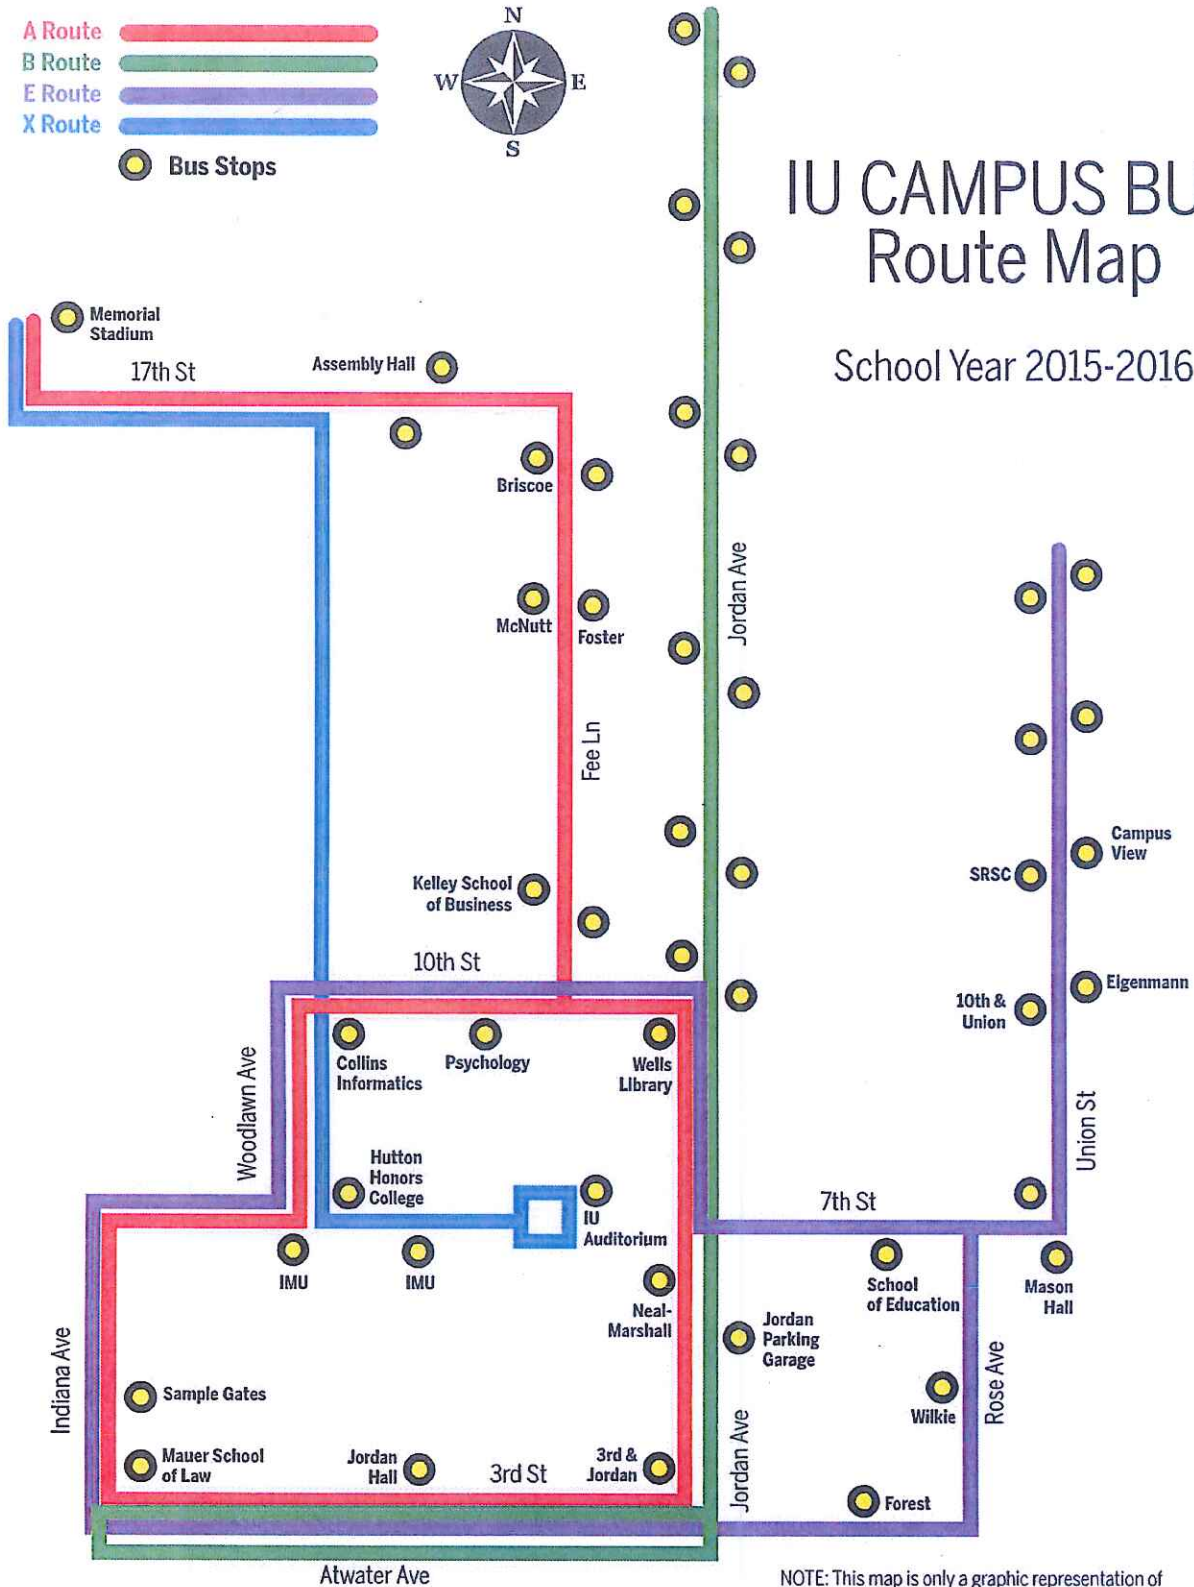 A Route
B Route
E Route
X Route
Bus Stops
N
W E
S
IU CAMPUS BU
Route Map
School Year 2015-2016
Memorial
Stadium
17th St
Assembly Hall
Briscoe
McNutt
Foster
Jordan Ave
Fee Ln
Campus
View
SRSC
Kelley School
of Business
10th St
Eigenmann
10th &
Union
Collins
Informatics
Psychology
Wells
Library
Woodlawn Ave
Union St
Hutton
Honors
College
IU
Auditorium
7th St
IMU
IMU
School
of Education
Mason
Hall
Neal-
Marshall
Jordan
Parking
Garage
Indiana Ave
Sample Gates
Wilkie
Rose Ave
Mauer School
of Law
Jordan
Hall
3rd St
3rd &
Jordan
Jordan Ave
Forest
Atwater Ave
NOTE: This map is only a graphic representation of